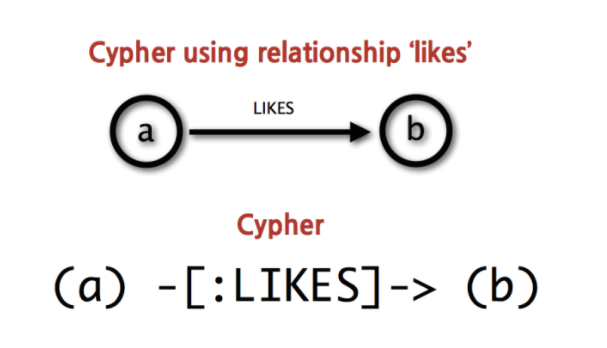 Cypher using relationship ‘likes’
LIKES
a
b
Cypher
(a) -[:LIKES]-> (b)